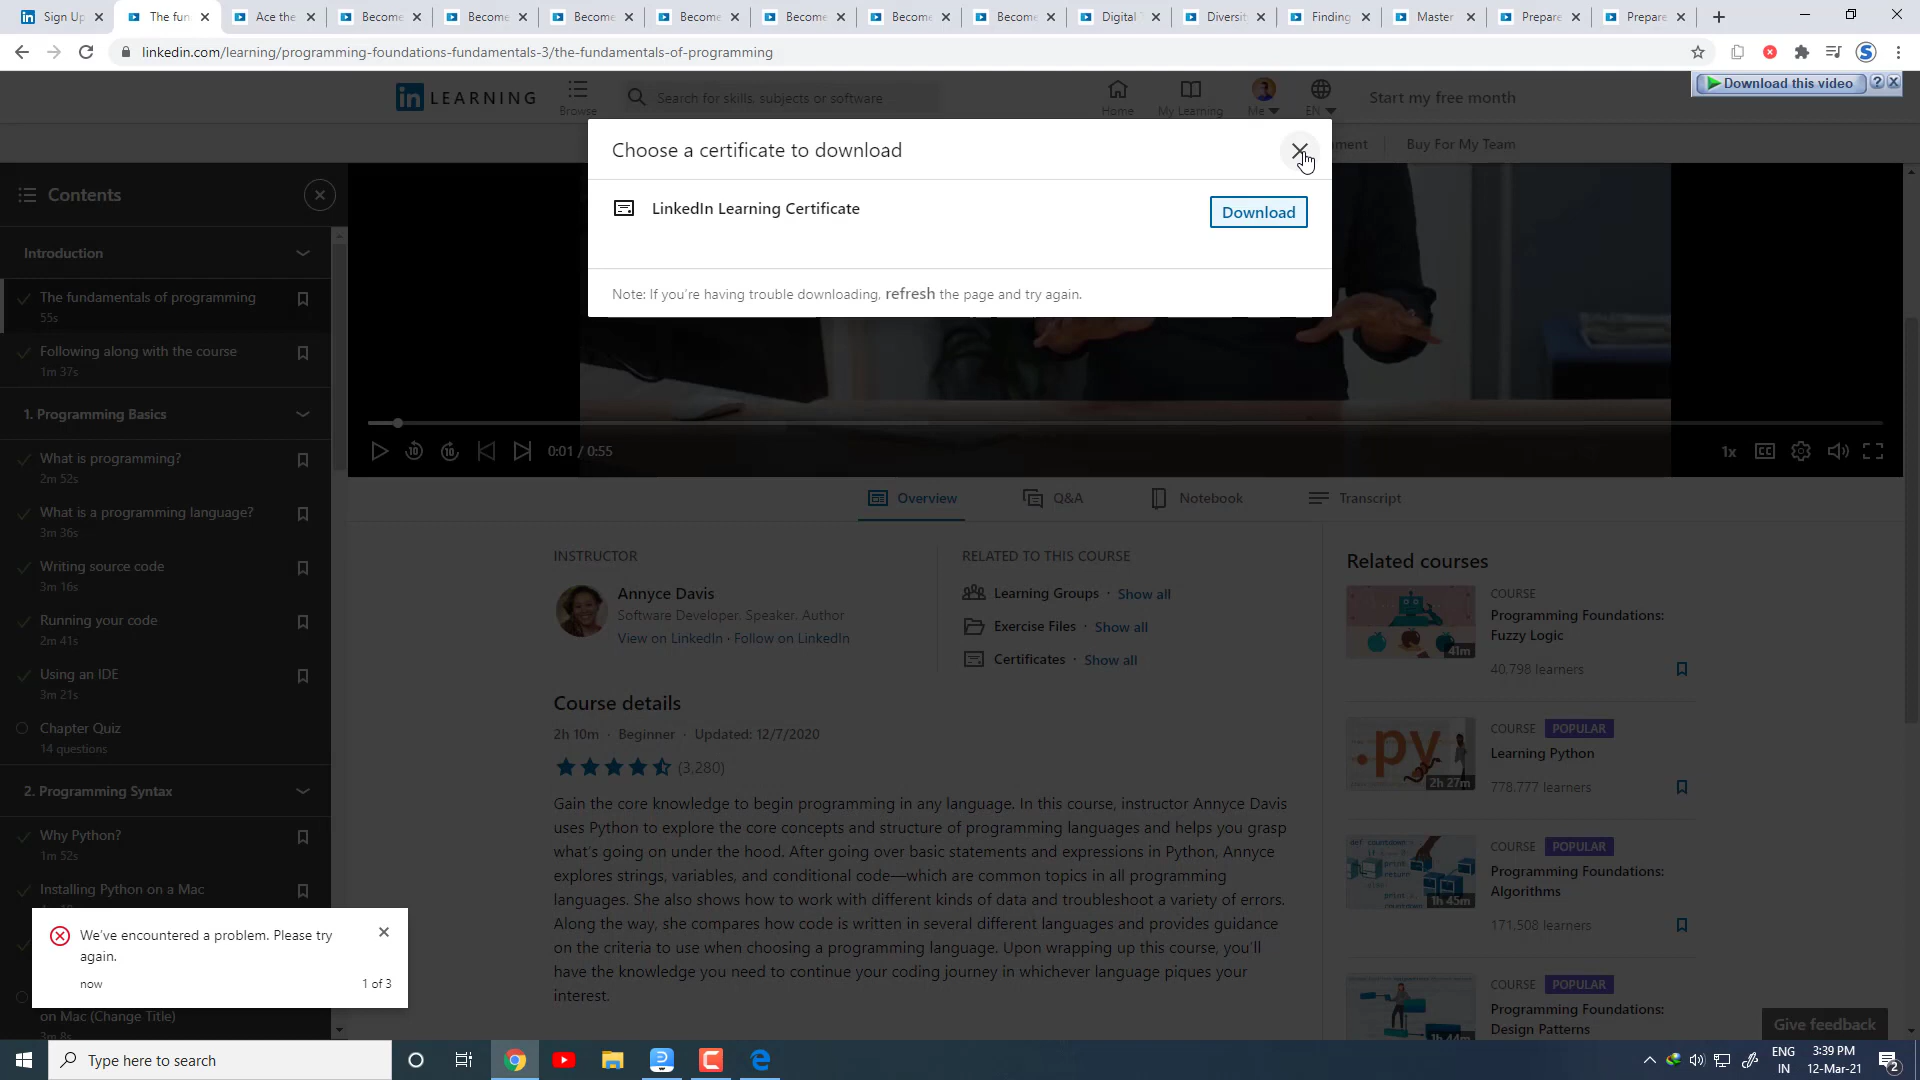 Sign Up
The fun
Ace the
Become
Become
Become
Become
Become
Become
Become
Digital T
Diversit
Finding
Master
Prepare
Prepare
linkedin.com/learning/programming-foundations-fundamentals-3/the-fundamentals-of-programming
Download this video
in LEARNING
Browse
Search for skills, subjects or software
Home
My Learning
Me
EN
Start my free month
Buy For My Team
Choose a certificate to download
LinkedIn Learning Certificate
Download
Note: If you're having trouble downloading, refresh the page and try again.
Contents
Introduction
The fundamentals of programming
55s
Following along with the course
1m 37s
1. Programming Basics
What is programming?
2m 52s
What is a programming language?
3m 36s
Writing source code
3m 16s
Running your code
2m 41s
Using an IDE
3m 21s
Chapter Quiz
14 questions
2. Programming Syntax
Why Python?
1m 52s
Installing Python on a Mac
on Mac (Change Title)
3m 8s
We've encountered a problem. Please try
again.
now
1 of 3
10
10
0:01 / 0:55
1x
CC
Overview
Q&A
Notebook
Transcript
INSTRUCTOR
Annyce Davis
Software Developer. Speaker. Author
View on LinkedIn · Follow on LinkedIn
RELATED TO THIS COURSE
Learning Groups · Show all
Exercise Files · Show all
Certificates · Show all
Course details
2h 10m · Beginner · Updated: 12/7/2020
(3,280)
Gain the core knowledge to begin programming in any language. In this course, instructor Annyce Davis
uses Python to explore the core concepts and structure of programming languages and helps you grasp
what's going on under the hood. After going over basic statements and expressions in Python, Annyce
explores strings, variables, and conditional code—which are common topics in all programming
languages. She also shows how to work with different kinds of data and troubleshoot a variety of errors.
Along the way, she compares how code is written in several different languages and provides guidance
on the criteria to use when choosing a programming language. Upon wrapping up this course, you'll
have the knowledge you need to continue your coding journey in whichever language piques your
interest.
Related courses
COURSE
Programming Foundations:
Fuzzy Logic
41m
40,798 learners
COURSE POPULAR
Learning Python
.py
2h 27m
778,777 learners
COURSE POPULAR
Programming Foundations:
Algorithms
1h 45m
171,508 learners
COURSE POPULAR
Programming Foundations:
Design Patterns
1h 44m
Give feedback
Type here to search
ENG
IN
3:39 PM
12-Mar-21
2